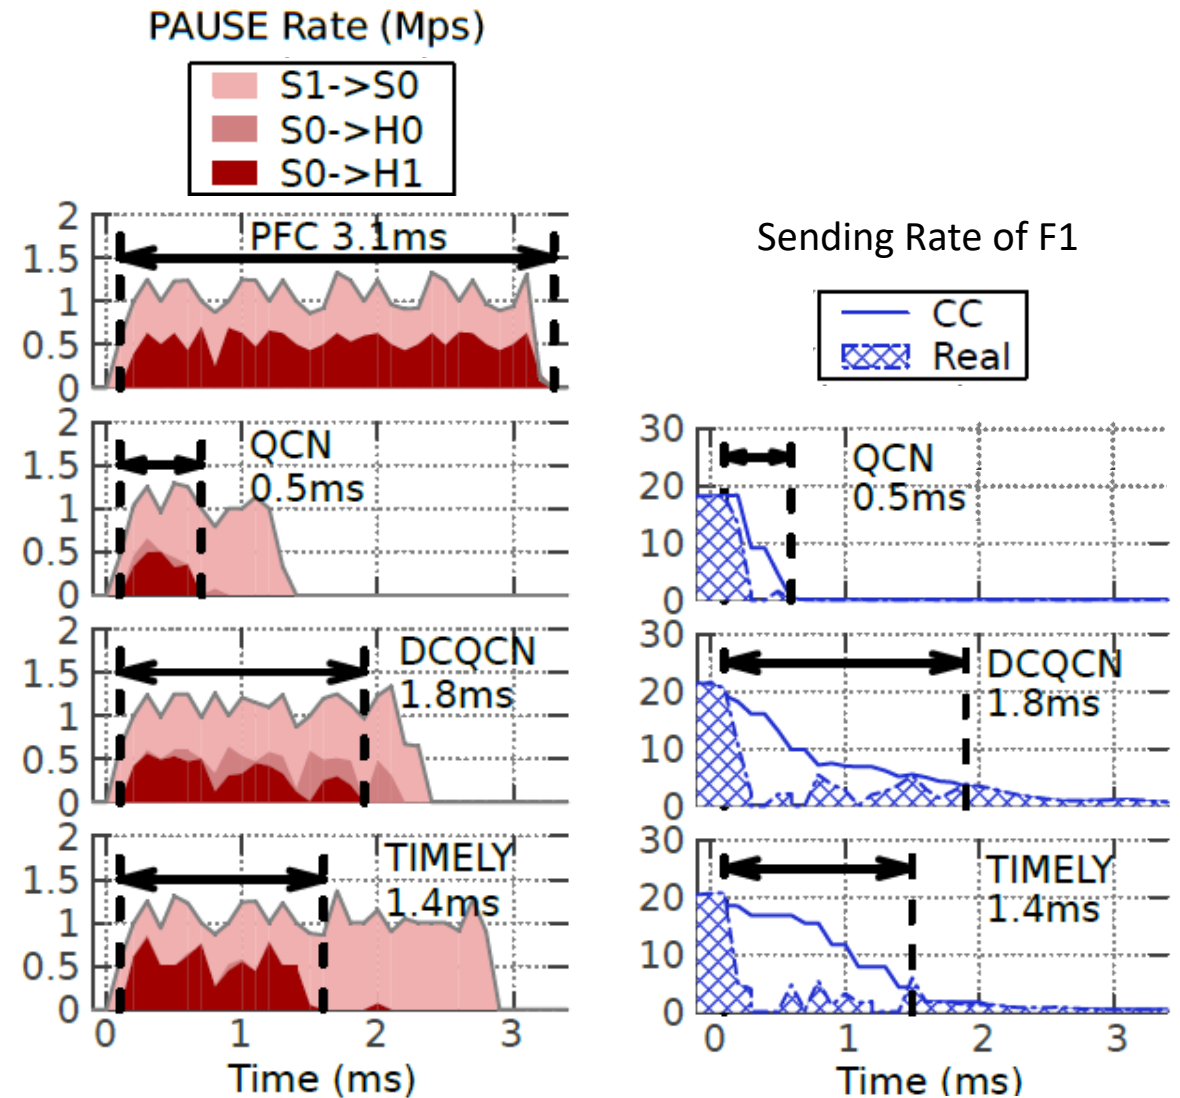 PAUSE Rate (Mps)
S1->S0
S0->H0
S0->H1
2
1.5
1
0.5
0
PFC 3.1ms
2
1.5
1
0.5
0
QCN
0.5ms
2
1.5
1
0.5
0
DCQCN
1.8ms
2
1.5
1
0.5
0
TIMELY
1.4ms
0
1
2
3
Time (ms)
Sending Rate of F1
CC
Real
30
20
10
0
QCN
0.5ms
30
20
10
0
DCQCN
1.8ms
30
20
10
0
TIMELY
1.4ms
0
1
2
3
Time (ms)